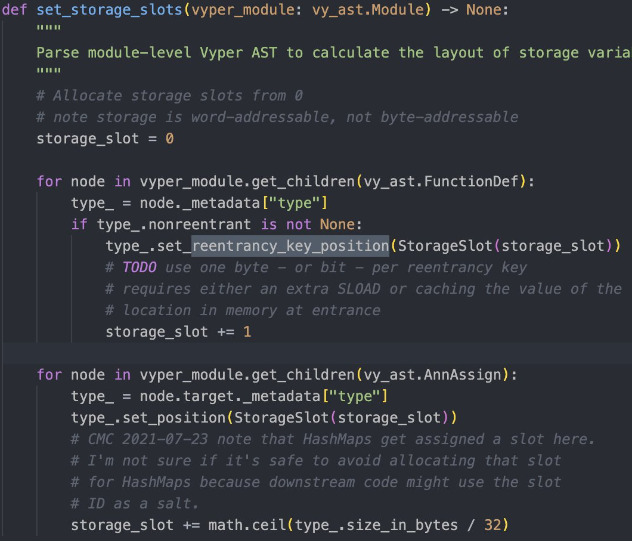 def set_storage_slots(vyper_module: vy_ast.Module) -> None:
"""
Parse module-level Vyper AST to calculate the layout of storage varia
"""
# Allocate storage slots from 0
# note storage is word-addressable, not byte-addressable
storage_slot = 0
for node in vyper_module.get_children(vy_ast.FunctionDef):
type_ = node._metadata["type"]
if type_.nonreentrant is not None:
type_.set_reentrancy_key_position(StorageSlot(storage_slot))
# TODO use one byte – or bit – per reentrancy key
# requires either an extra SLOAD or caching the value of the
# location in memory at entrance
storage_slot += 1
for node in vyper_module.get_children(vy_ast.AnnAssign):
type_ = node.target._metadata["type"]
type_.set_position(StorageSlot(storage_slot))
# CMC 2021-07-23 note that HashMaps get assigned a slot here.
# I'm not sure if it's safe to avoid allocating that slot
# for HashMaps because downstream code might use the slot
# ID as a salt.
storage_slot += math.ceil(type_.size_in_bytes / 32)